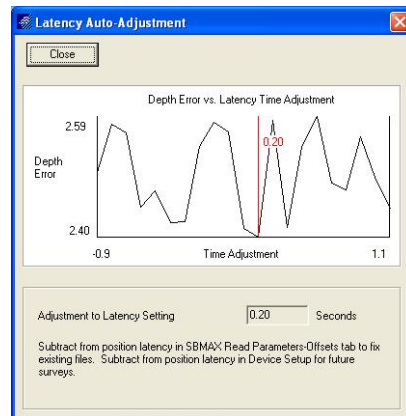 Latency Auto-Adjustment
Close
Depth Error vs. Latency Time Adjustment
2.59
0.20
Depth
Error
2.40
-0.9 Time Adjustment 1.1
Adjustment to Latency Setting 0.20 Seconds
Subtract from position latency in SBMAX Read Parameters-Offsets tab to fix
existing files. Subtract from position latency in Device Setup for future
surveys.